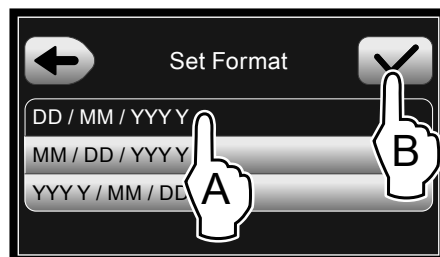 Set Format
DD / MM / YYYY
MM / DD / YYYY
YYYY / MM / DD
A
B